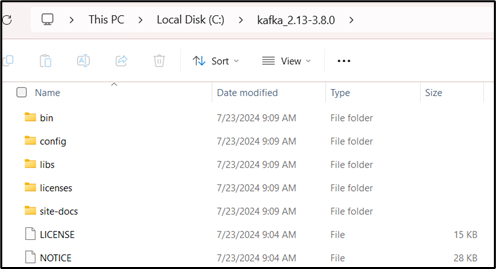 This PC > Local Disk (C:) > kafka_2.13-3.8.0 >
Sort View ...
Name Date modified Type Size
bin 7/23/2024 9:09 AM File folder
config 7/23/2024 9:09 AM File folder
libs 7/23/2024 9:09 AM File folder
licenses 7/23/2024 9:09 AM File folder
site-docs 7/23/2024 9:09 AM File folder
LICENSE 7/23/2024 9:04 AM File 15 KB
NOTICE 7/23/2024 9:04 AM File 28 KB